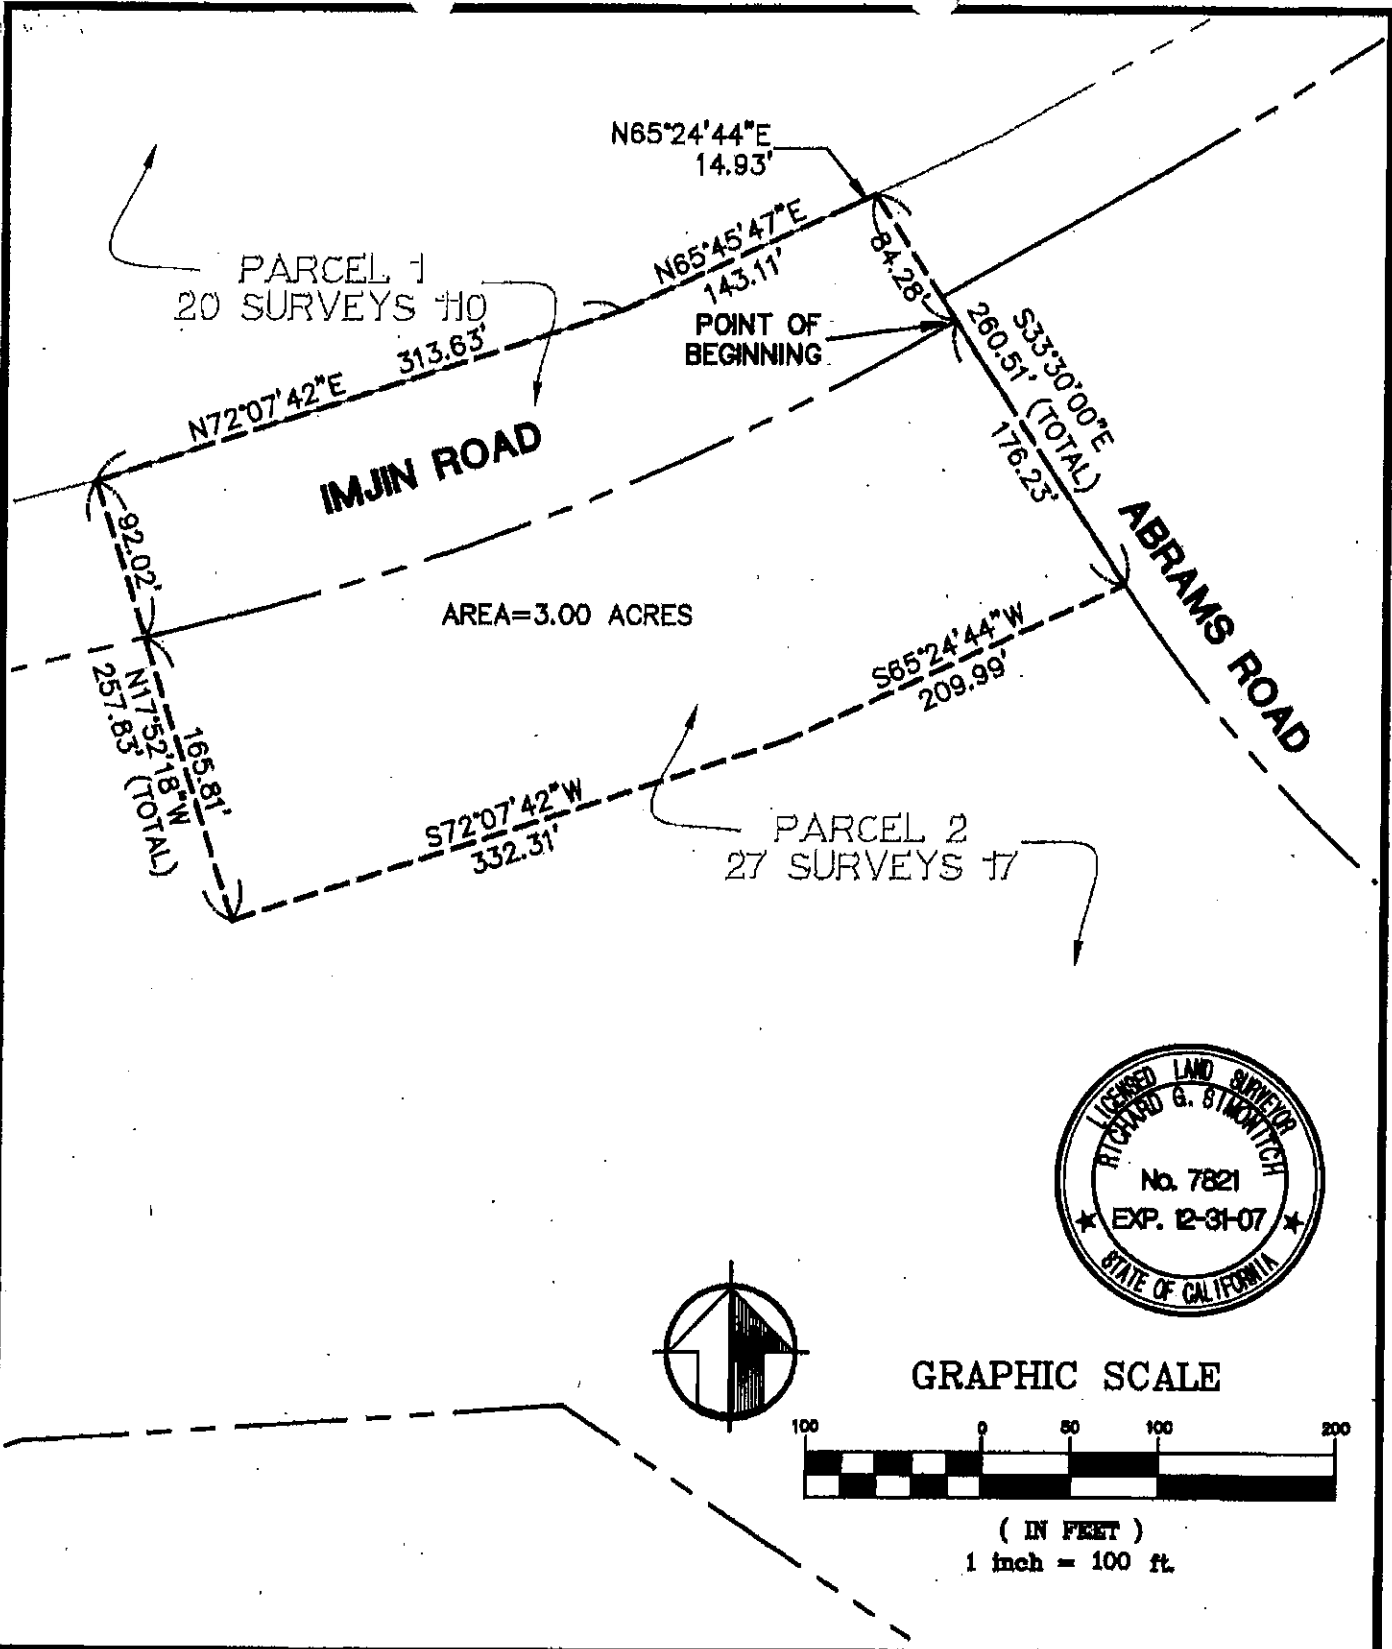 N65°24'44"E
14.93'
N65°45'47"E
143.11'
84.28'
PARCEL 1
20 SURVEYS 110
POINT OF
BEGINNING
S33°30'00"E
260.51' (TOTAL)
176.23'
313.63'
N72°07'42"E
IMJIN ROAD
ABRAMS ROAD
92.02'
AREA=3.00 ACRES
S65°24'44"W
209.99'
165.81'
N17°52'18"W
257.83' (TOTAL)
S72°07'42"W
332.31'
PARCEL 2
27 SURVEYS 17
LICENSED LAND SURVEYOR
RICHARD G. SIMONITCH
No. 7821
EXP. 12-31-07
STATE OF CALIFORNIA
GRAPHIC SCALE
100 0 50 100 200
( IN FEET )
1 inch = 100 ft.